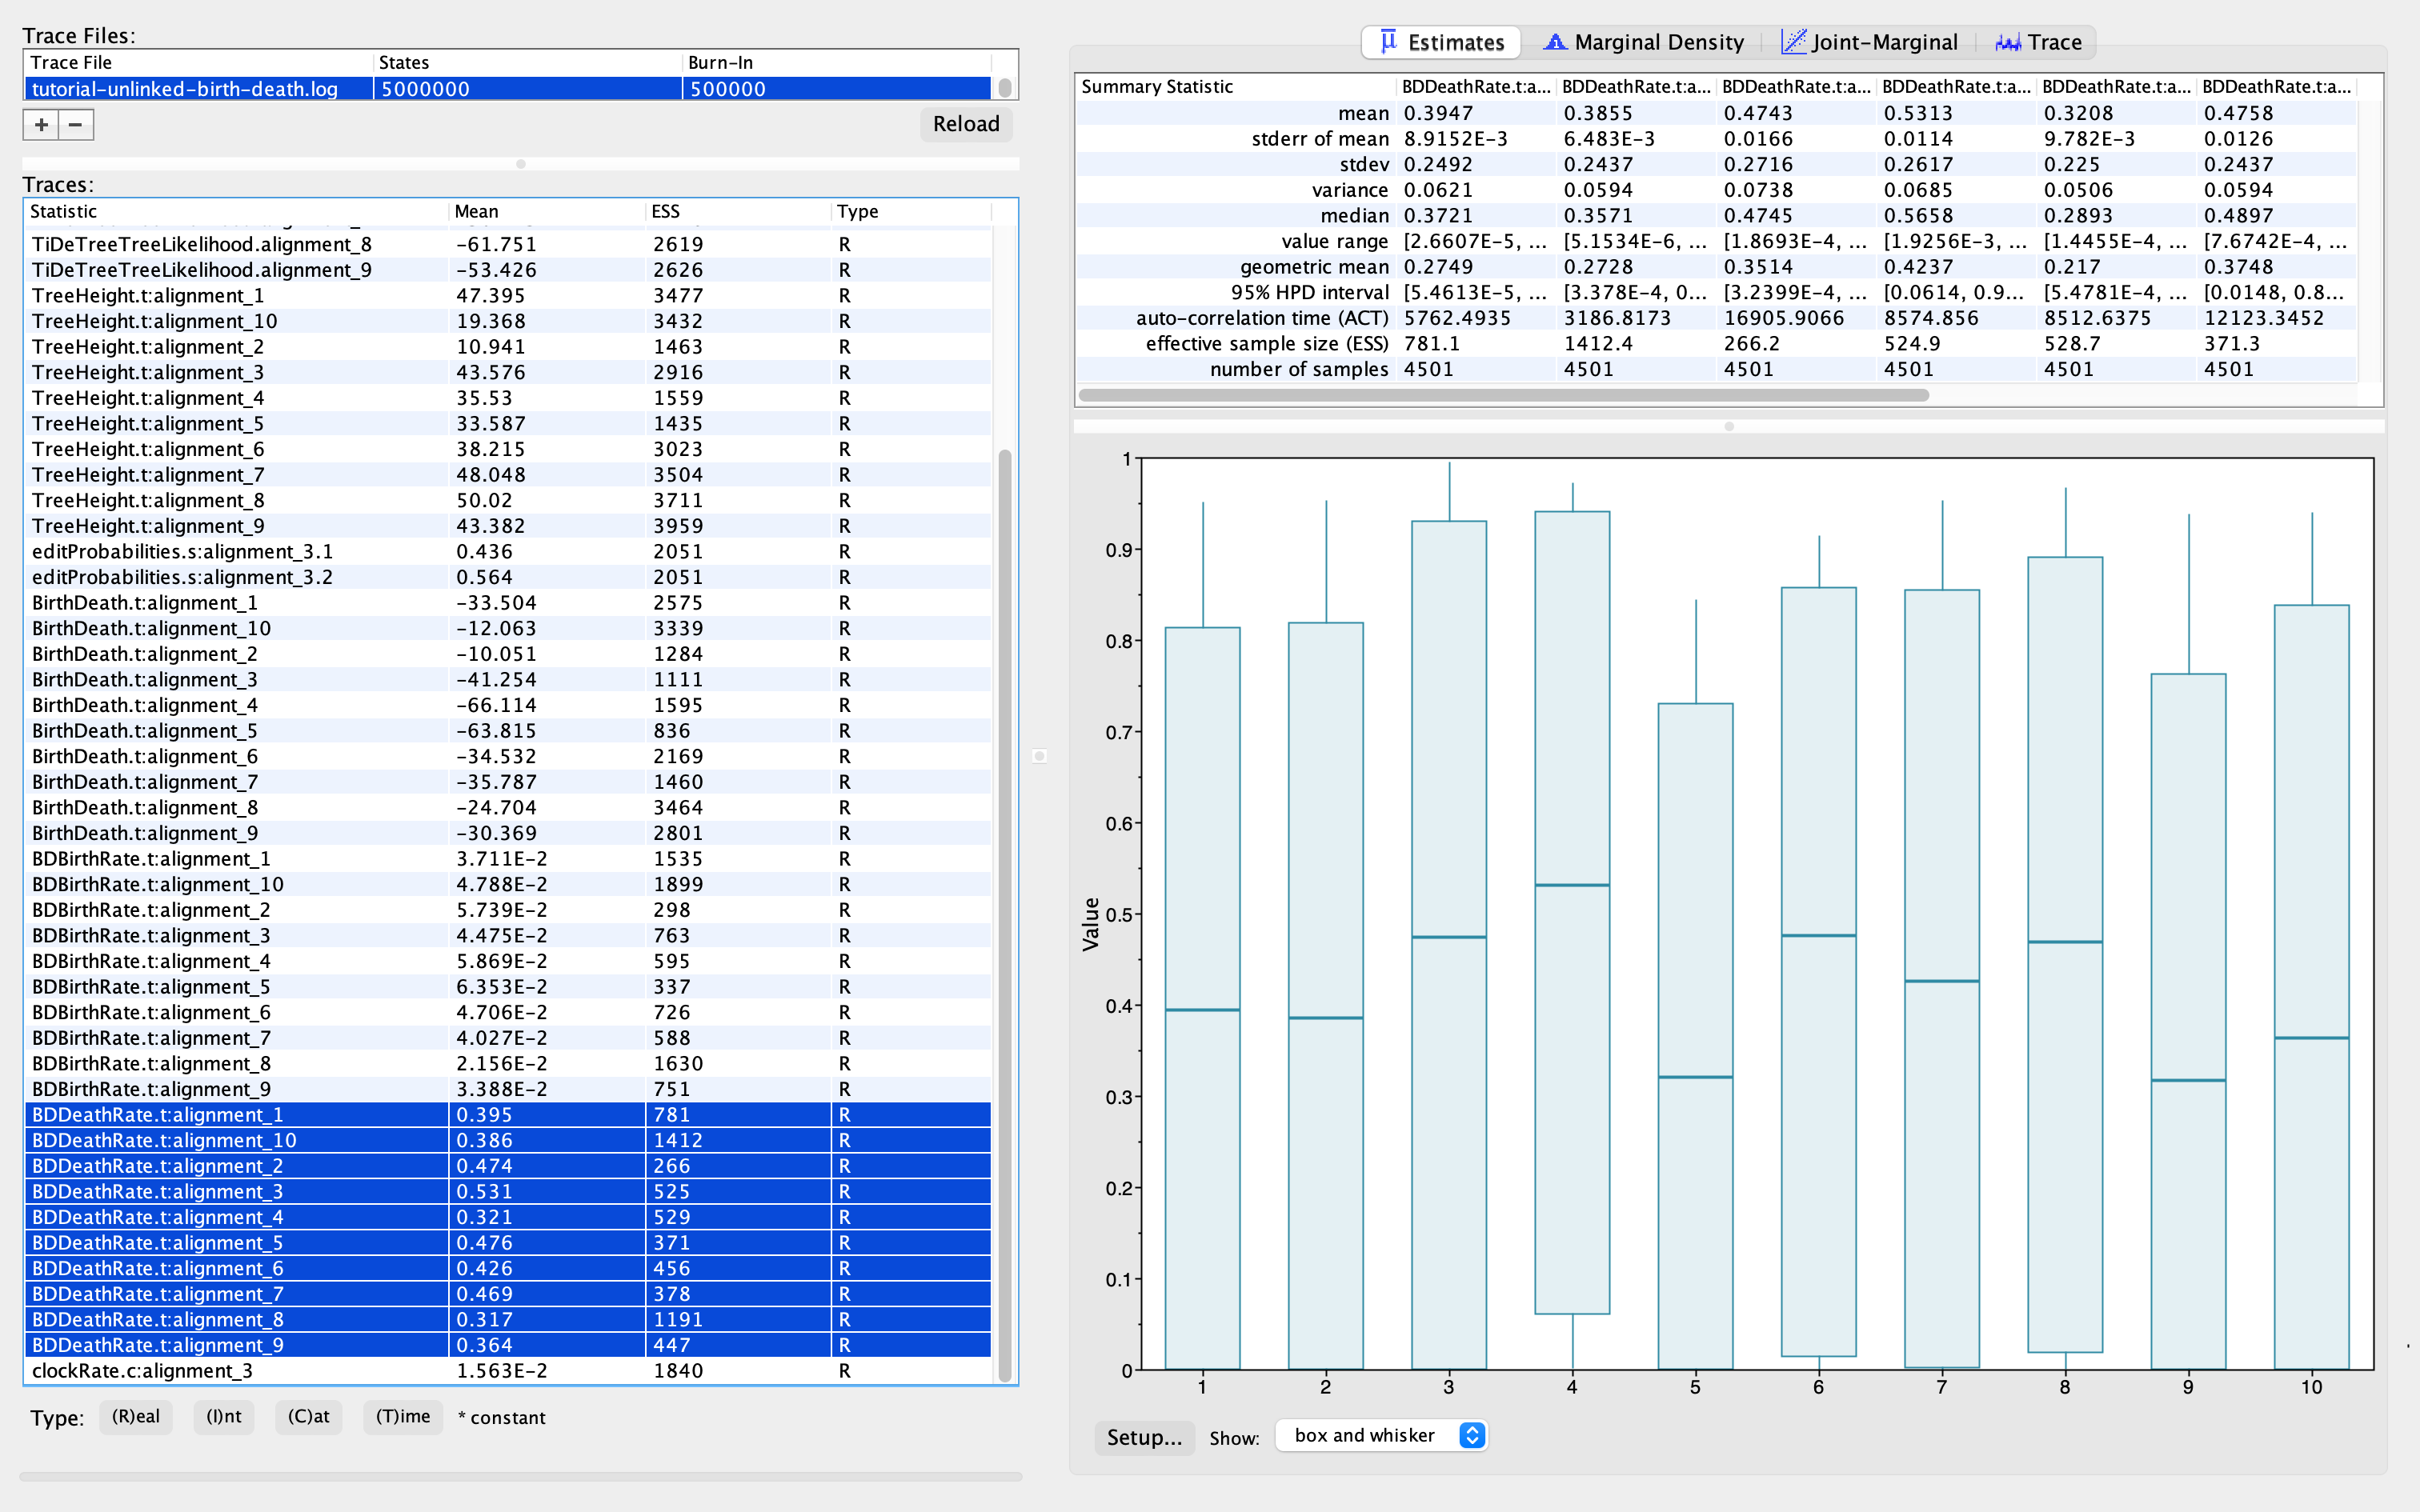 Trace Files:
Trace File States Burn-In
tutorial-unlinked-birth-death.log 5000000 500000
+ − Reload
Traces:
Statistic Mean ESS Type
TiDeTreeTreeLikelihood.alignment_8 -61.751 2619 R
TiDeTreeTreeLikelihood.alignment_9 -53.426 2626 R
TreeHeight.t:alignment_1 47.395 3477 R
TreeHeight.t:alignment_10 19.368 3432 R
TreeHeight.t:alignment_2 10.941 1463 R
TreeHeight.t:alignment_3 43.576 2916 R
TreeHeight.t:alignment_4 35.53 1559 R
TreeHeight.t:alignment_5 33.587 1435 R
TreeHeight.t:alignment_6 38.215 3023 R
TreeHeight.t:alignment_7 48.048 3504 R
TreeHeight.t:alignment_8 50.02 3711 R
TreeHeight.t:alignment_9 43.382 3959 R
editProbabilities.s:alignment_3.1 0.436 2051 R
editProbabilities.s:alignment_3.2 0.564 2051 R
BirthDeath.t:alignment_1 -33.504 2575 R
BirthDeath.t:alignment_10 -12.063 3339 R
BirthDeath.t:alignment_2 -10.051 1284 R
BirthDeath.t:alignment_3 -41.254 1111 R
BirthDeath.t:alignment_4 -66.114 1595 R
BirthDeath.t:alignment_5 -63.815 836 R
BirthDeath.t:alignment_6 -34.532 2169 R
BirthDeath.t:alignment_7 -35.787 1460 R
BirthDeath.t:alignment_8 -24.704 3464 R
BirthDeath.t:alignment_9 -30.369 2801 R
BDBirthRate.t:alignment_1 3.711E-2 1535 R
BDBirthRate.t:alignment_10 4.788E-2 1899 R
BDBirthRate.t:alignment_2 5.739E-2 298 R
BDBirthRate.t:alignment_3 4.475E-2 763 R
BDBirthRate.t:alignment_4 5.869E-2 595 R
BDBirthRate.t:alignment_5 6.353E-2 337 R
BDBirthRate.t:alignment_6 4.706E-2 726 R
BDBirthRate.t:alignment_7 4.027E-2 588 R
BDBirthRate.t:alignment_8 2.156E-2 1630 R
BDBirthRate.t:alignment_9 3.388E-2 751 R
BDDeathRate.t:alignment_1 0.395 781 R
BDDeathRate.t:alignment_10 0.386 1412 R
BDDeathRate.t:alignment_2 0.474 266 R
BDDeathRate.t:alignment_3 0.531 525 R
BDDeathRate.t:alignment_4 0.321 529 R
BDDeathRate.t:alignment_5 0.476 371 R
BDDeathRate.t:alignment_6 0.426 456 R
BDDeathRate.t:alignment_7 0.469 378 R
BDDeathRate.t:alignment_8 0.317 1191 R
BDDeathRate.t:alignment_9 0.364 447 R
clockRate.c:alignment_3 1.563E-2 1840 R
Type: (R)eal (I)nt (C)at (T)ime * constant
Estimates Marginal Density Joint-Marginal Trace
Summary Statistic BDDeathRate.t:a... BDDeathRate.t:a... BDDeathRate.t:a... BDDeathRate.t:a... BDDeathRate.t:a... BDDeathRate.t:a...
mean 0.3947 0.3855 0.4743 0.5313 0.3208 0.4758
stderr of mean 8.9152E-3 6.483E-3 0.0166 0.0114 9.782E-3 0.0126
stdev 0.2492 0.2437 0.2716 0.2617 0.225 0.2437
variance 0.0621 0.0594 0.0738 0.0685 0.0506 0.0594
median 0.3721 0.3571 0.4745 0.5658 0.2893 0.4897
value range [2.6607E-5, ... [5.1534E-6, ... [1.8693E-4, ... [1.9256E-3, ... [1.4455E-4, ... [7.6742E-4, ...
geometric mean 0.2749 0.2728 0.3514 0.4237 0.217 0.3748
95% HPD interval [5.4613E-5, ... [3.378E-4, 0... [3.2399E-4, ... [0.0614, 0.9... [5.4781E-4, ... [0.0148, 0.8...
auto-correlation time (ACT) 5762.4935 3186.8173 16905.9066 8574.856 8512.6375 12123.3452
effective sample size (ESS) 781.1 1412.4 266.2 524.9 528.7 371.3
number of samples 4501 4501 4501 4501 4501 4501
1
0.9
0.8
0.7
0.6
0.5
0.4
0.3
0.2
0.1
0
Value
1 2 3 4 5 6 7 8 9 10
Setup... Show: box and whisker